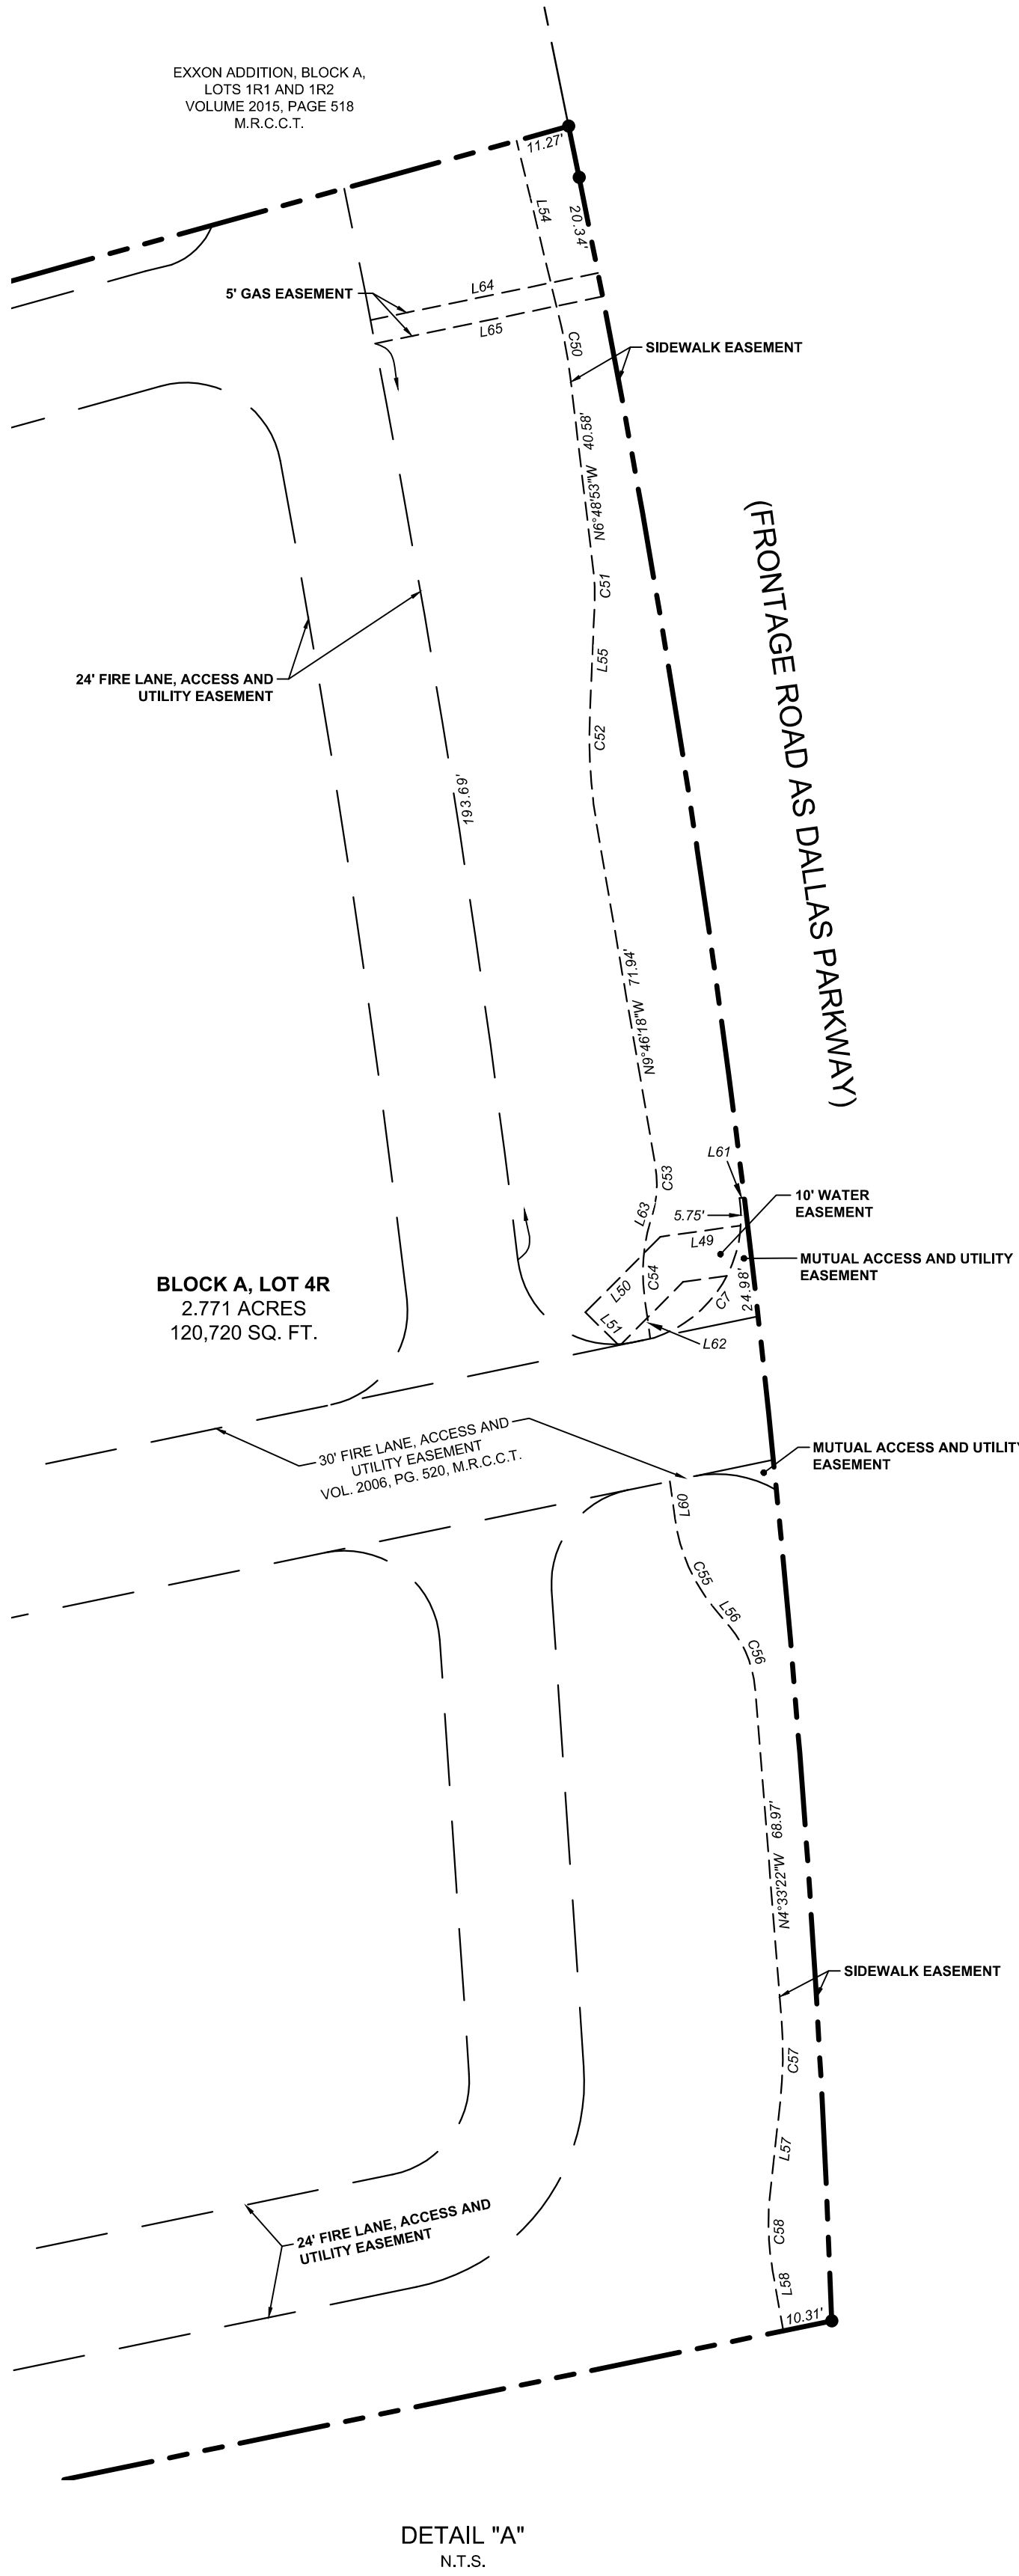 EXXON ADDITION, BLOCK A,
LOTS 1R1 AND 1R2
VOLUME 2015, PAGE 518
M.R.C.C.T.
11.27'
L54
20.34'
5' GAS EASEMENT
L64
L65
C50
SIDEWALK EASEMENT
N6°48'53"W 40.58'
C51
(FRONTAGE ROAD AS DALLAS PARKWAY)
L55
24' FIRE LANE, ACCESS AND
UTILITY EASEMENT
C52
193.69'
N9°46'18"W 71.94'
L61
C53
10' WATER
EASEMENT
L63
5.75'
L49
MUTUAL ACCESS AND UTILITY
EASEMENT
BLOCK A, LOT 4R
2.771 ACRES
120,720 SQ. FT.
L50
C54
C7
24.98'
L51
L62
30' FIRE LANE, ACCESS AND
UTILITY EASEMENT
VOL. 2006, PG. 520, M.R.C.C.T.
MUTUAL ACCESS AND UTILITY
EASEMENT
L60
C55
L56
C56
N4°33'22"W 68.97'
SIDEWALK EASEMENT
C57
L57
24' FIRE LANE, ACCESS AND
UTILITY EASEMENT
C58
L58
10.31'
DETAIL "A"
N.T.S.